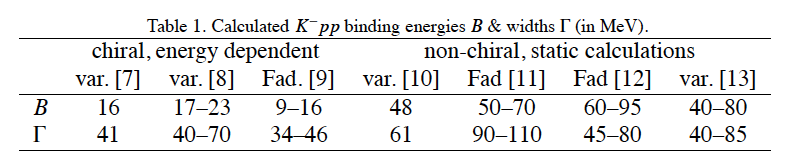 Table 1. Calculated K⁻pp binding energies B & widths Γ (in MeV).
chiral, energy dependent non-chiral, static calculations
var. [7] var. [8] Fad. [9] var. [10] Fad [11] Fad [12] var. [13]
B 16 17–23 9–16 48 50–70 60–95 40–80
Γ 41 40–70 34–46 61 90–110 45–80 40–85